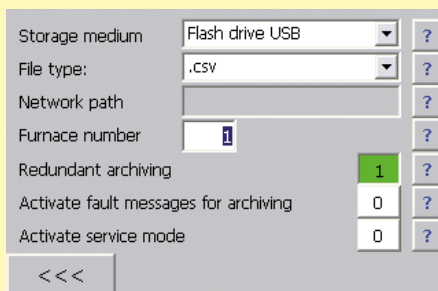 Storage medium Flash drive USB ?
File type: .csv ?
Network path ?
Furnace number 1 ?
Redundant archiving 1 ?
Activate fault messages for archiving 0 ?
Activate service mode 0 ?
<<<